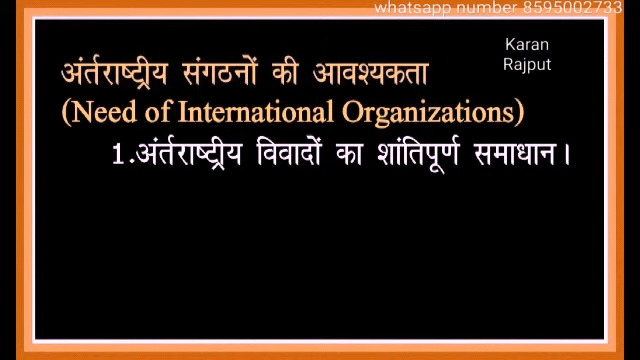 whatsapp number 8595002733
Karan
Rajput
अंर्तराष्ट्रीय संगठनों की आवश्यकता
(Need of International Organizations)
1.अंर्तराष्ट्रीय विवादों का शांतिपूर्ण समाधान।